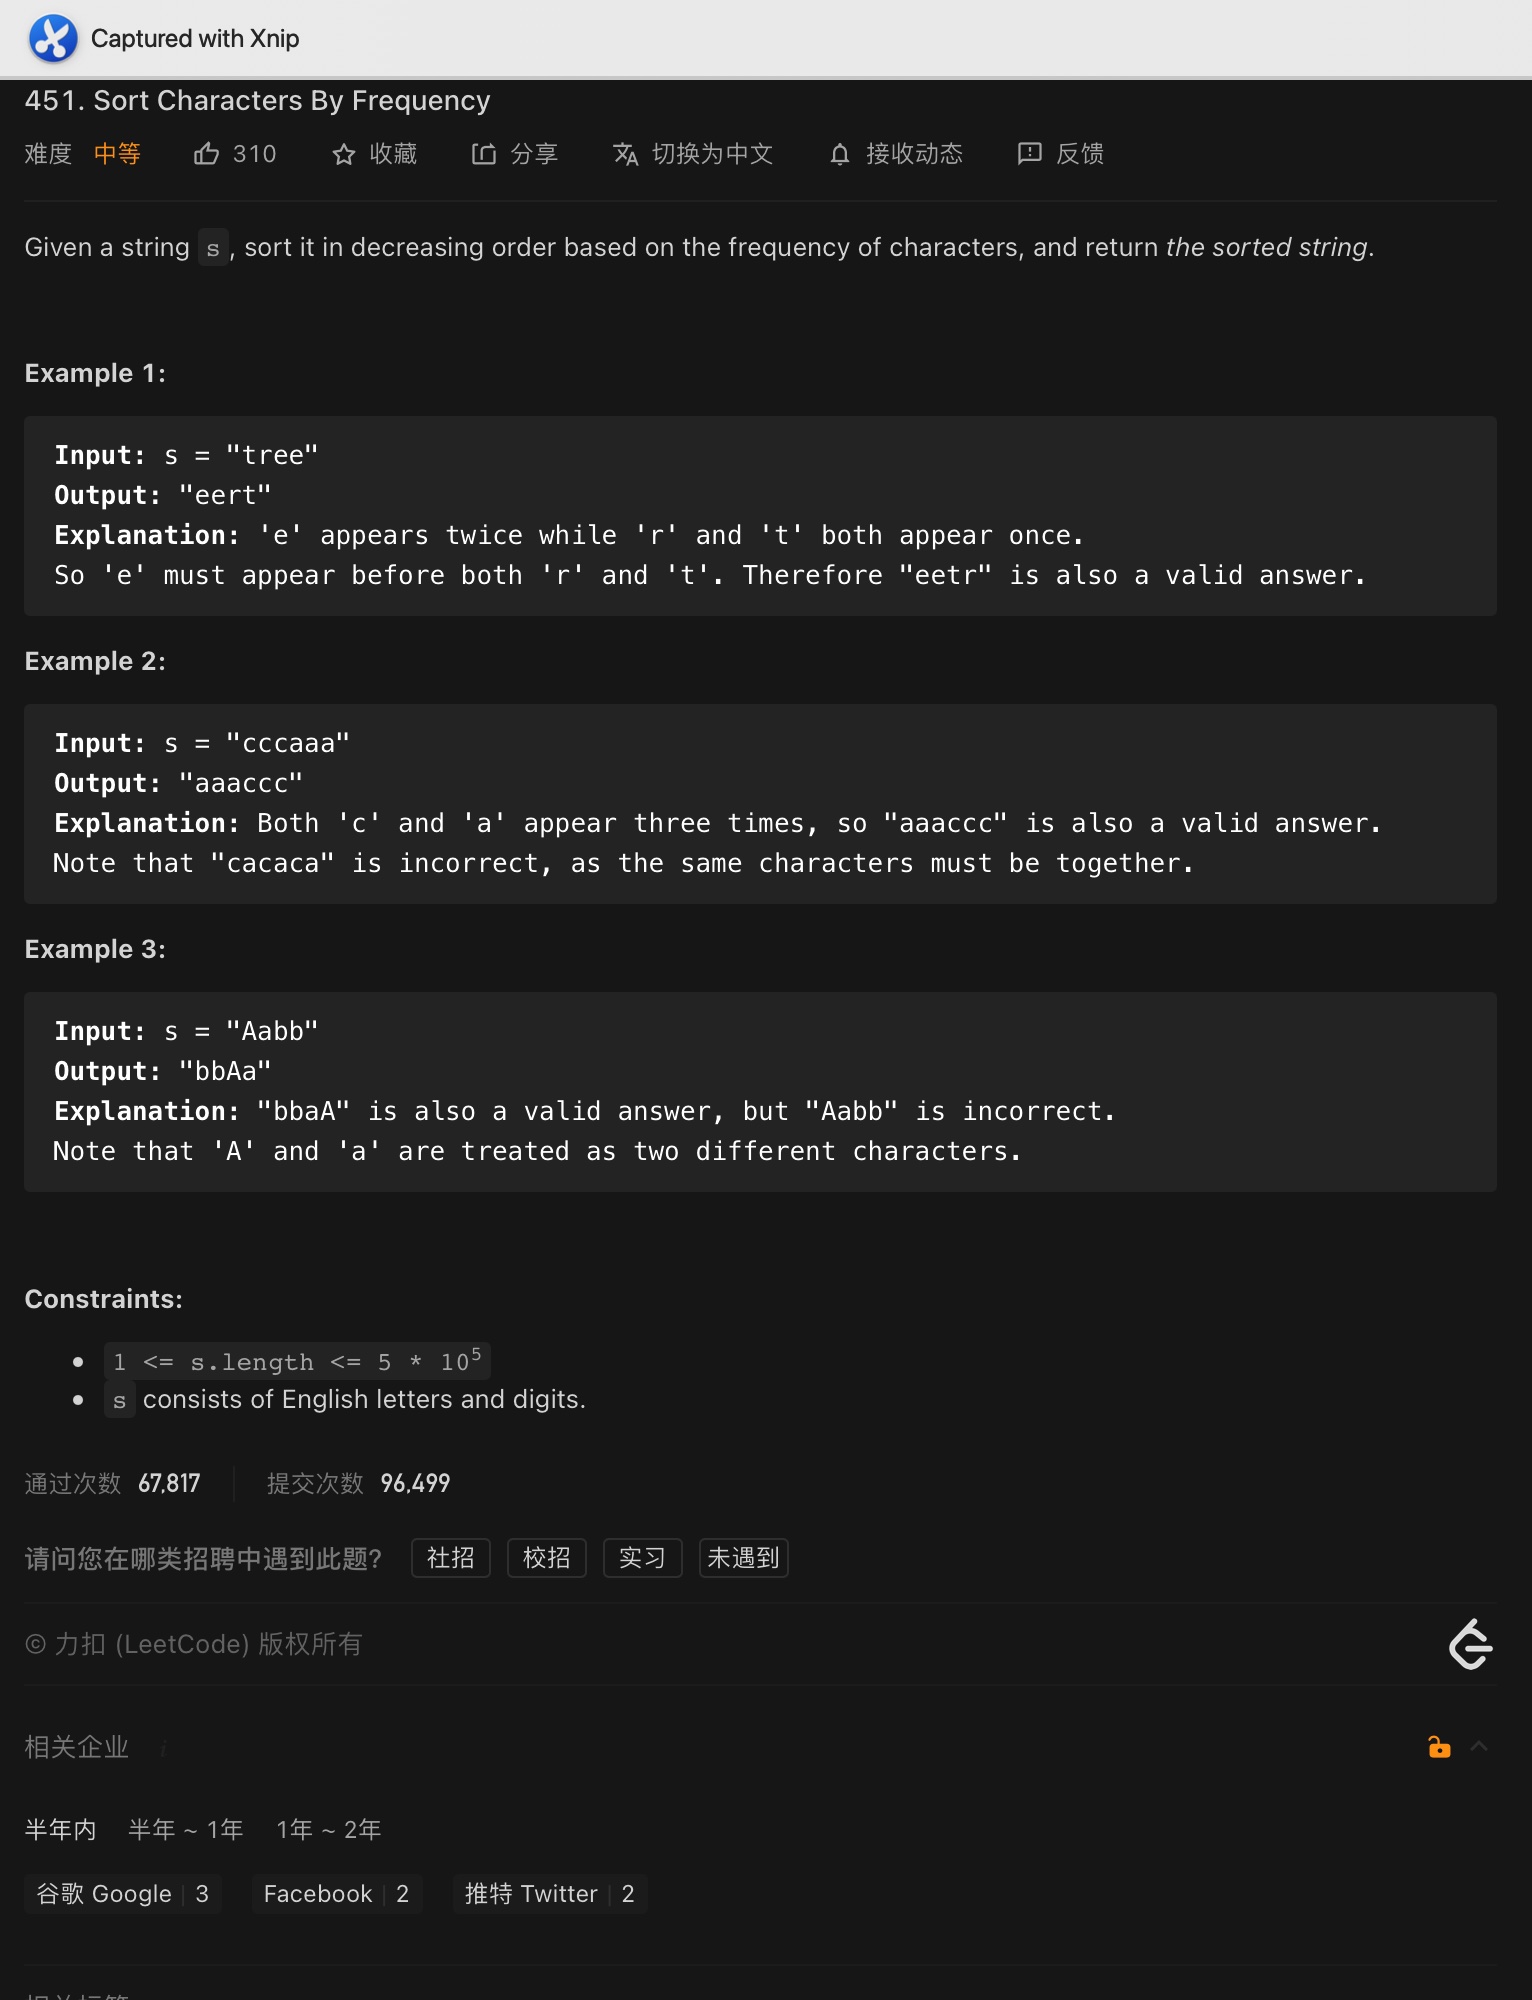 Captured with Xnip
451. Sort Characters By Frequency
难度 中等 310 收藏 分享 切换为中文 接收动态 反馈
Given a string s, sort it in decreasing order based on the frequency of characters, and return the sorted string.
Example 1:
Input: s = "tree"
Output: "eert"
Explanation: 'e' appears twice while 'r' and 't' both appear once.
So 'e' must appear before both 'r' and 't'. Therefore "eetr" is also a valid answer.
Example 2:
Input: s = "cccaaa"
Output: "aaaccc"
Explanation: Both 'c' and 'a' appear three times, so "aaaccc" is also a valid answer.
Note that "cacaca" is incorrect, as the same characters must be together.
Example 3:
Input: s = "Aabb"
Output: "bbAa"
Explanation: "bbaA" is also a valid answer, but "Aabb" is incorrect.
Note that 'A' and 'a' are treated as two different characters.
Constraints:
• 1 <= s.length <= 5 * 10⁵
• s consists of English letters and digits.
通过次数 67,817 提交次数 96,499
请问您在哪类招聘中遇到此题? 社招 校招 实习 未遇到
© 力扣 (LeetCode) 版权所有
相关企业 i
半年内 半年 ~ 1年 1年 ~ 2年
谷歌 Google | 3 Facebook | 2 推特 Twitter | 2